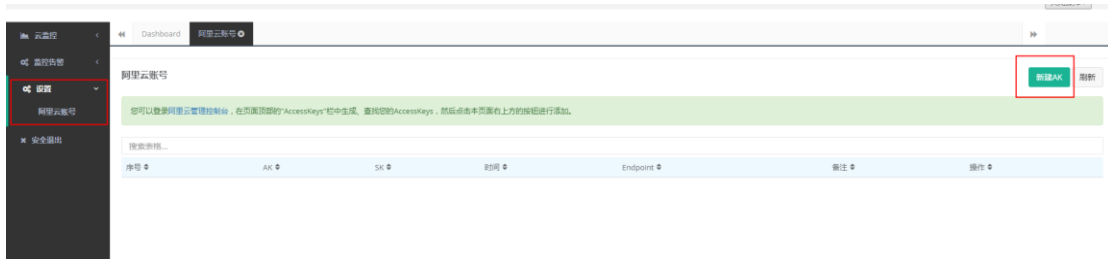 云监控
Dashboard 阿里云账号
监控告警
阿里云账号
新建AK 刷新
设置
阿里云账号
您可以登录阿里云管理控制台，在页面顶部的"AccessKeys"栏中生成、查找您的AccessKeys，然后点击本页面右上方的按钮进行添加。
安全退出
搜索表格...
序号 AK SK 时间 Endpoint 备注 操作